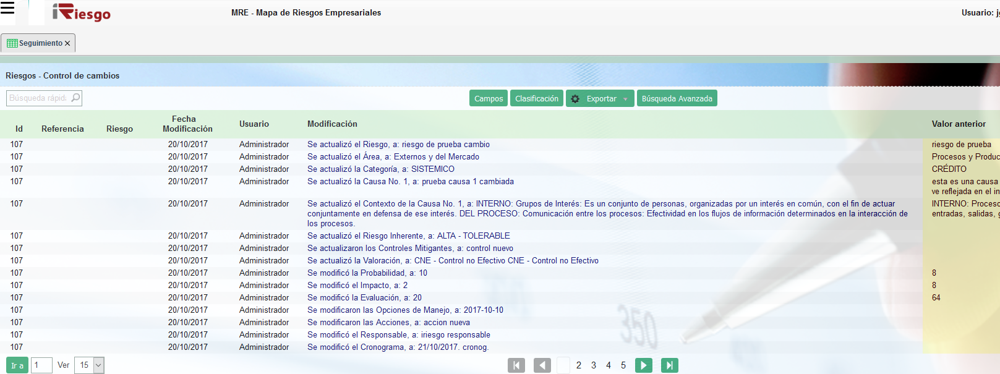 iRiesgo
MRE - Mapa de Riesgos Empresariales
Usuario:
Seguimiento
Riesgos - Control de cambios
Búsqueda
Campos
Clasificación
Exportar
Búsqueda Avanzada
Id Referencia Riesgo Fecha Modificación Usuario Modificación Valor anterior
107 20/10/2017 Administrador Se actualizó el Riesgo, a: riesgo de prueba cambio riesgo de prueba
107 20/10/2017 Administrador Se actualizó el Área, a: Externos y del Mercado Procesos y
107 20/10/2017 Administrador Se actualizó la Categoría, a: SISTEMICO CRÉDITO
107 20/10/2017 Administrador Se actualizó la Causa No. 1, a: prueba causa 1 cambiada esta es una causa
ve reflejada en el
107 20/10/2017 Administrador Se actualizó el Contexto de la Causa No. 1, a: INTERNO: Grupos de Interés: Es un conjunto de personas, organizadas por un interés en común, con el fin de actuar INTERNO:
conjuntamente en defensa de ese interés. DEL PROCESO: Comunicación entre los procesos: Efectividad en los flujos de información determinados en la interacción de entradas, salidas,
los procesos.
107 20/10/2017 Administrador Se actualizó el Riesgo Inherente, a: ALTA - TOLERABLE
107 20/10/2017 Administrador Se actualizaron los Controles Mitigantes, a: control nuevo
107 20/10/2017 Administrador Se actualizó la Valoración, a: CNE - Control no Efectivo CNE - Control no Efectivo
107 20/10/2017 Administrador Se modificó la Probabilidad, a: 10 8
107 20/10/2017 Administrador Se modificó el Impacto, a: 2 8
107 20/10/2017 Administrador Se modificó la Evaluación, a: 20 64
107 20/10/2017 Administrador Se modificaron las Opciones de Manejo, a: 2017-10-10
107 20/10/2017 Administrador Se modificaron las Acciones, a: accion nueva
107 20/10/2017 Administrador Se modificó el Responsable, a: iriesgo responsable
107 20/10/2017 Administrador Se modificó el Cronograma, a: 21/10/2017. cronog.
350
Ir a 1 Ver 15 2 3 4 5